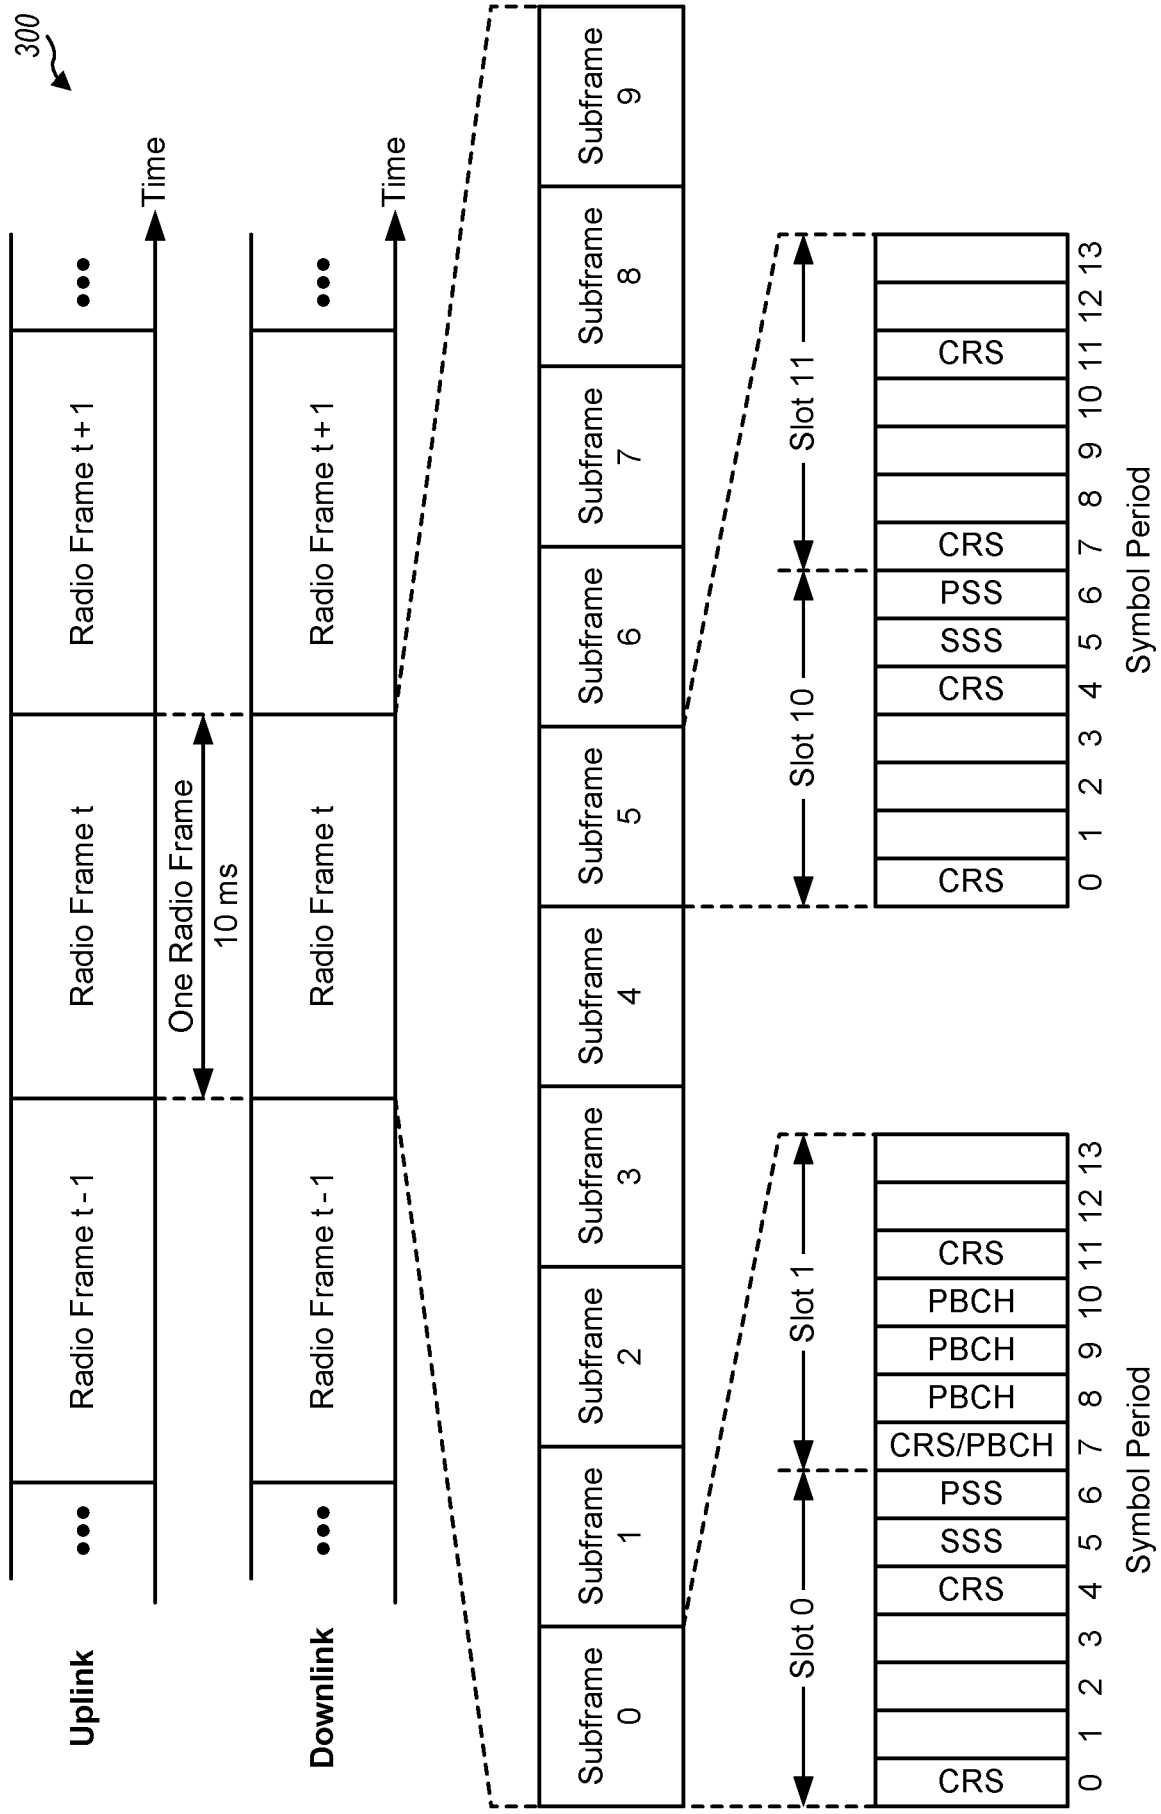 300
Uplink
Radio Frame t - 1
Radio Frame t
Radio Frame t + 1
Time
One Radio Frame
10 ms
Downlink
Radio Frame t - 1
Radio Frame t
Radio Frame t + 1
Time
Subframe
0
Subframe
1
Subframe
2
Subframe
3
Subframe
4
Subframe
5
Subframe
6
Subframe
7
Subframe
8
Subframe
9
Slot 0
Slot 1
CRS
CRS
SSS
PSS
CRS/PBCH
PBCH
PBCH
PBCH
CRS
0 1 2 3 4 5 6 7 8 9 10 11 12 13
Symbol Period
Slot 10
Slot 11
CRS
CRS
SSS
PSS
CRS
CRS
0 1 2 3 4 5 6 7 8 9 10 11 12 13
Symbol Period